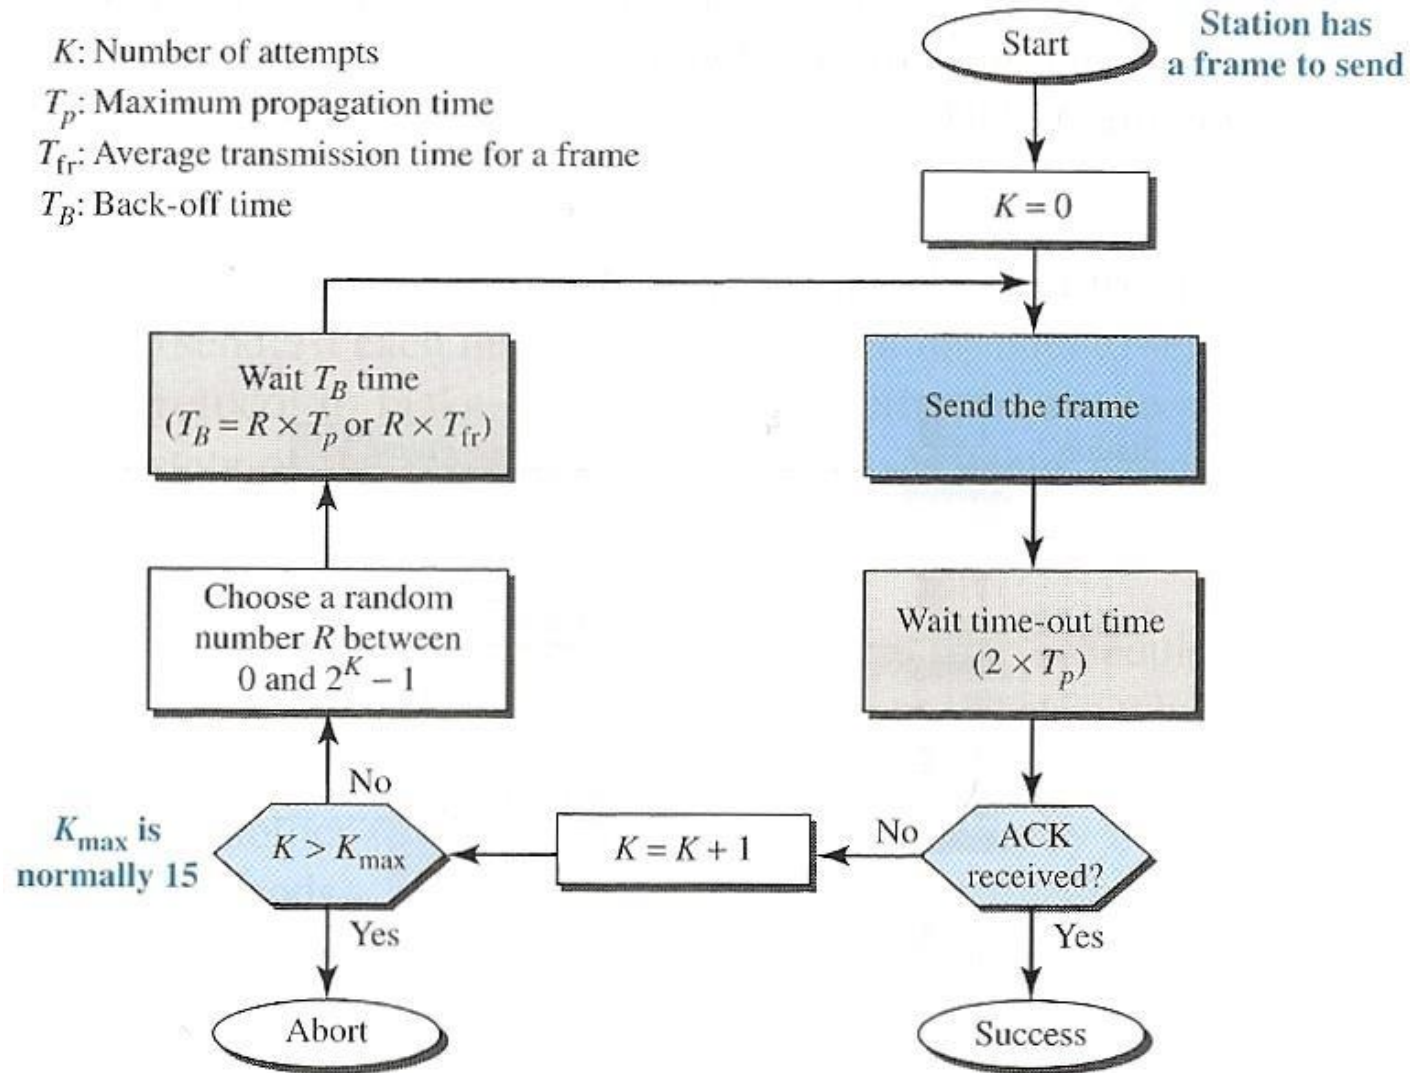 K: Number of attempts
Tp: Maximum propagation time
Tfr: Average transmission time for a frame
TB: Back-off time
Start
Station has
a frame to send
K = 0
Wait TB time
(TB = R × Tp or R × Tfr)
Send the frame
Choose a random
number R between
0 and 2^K – 1
Wait time-out time
(2 × Tp)
No
Kmax is
normally 15
K > Kmax
K = K + 1
No
ACK
received?
Yes
Yes
Abort
Success